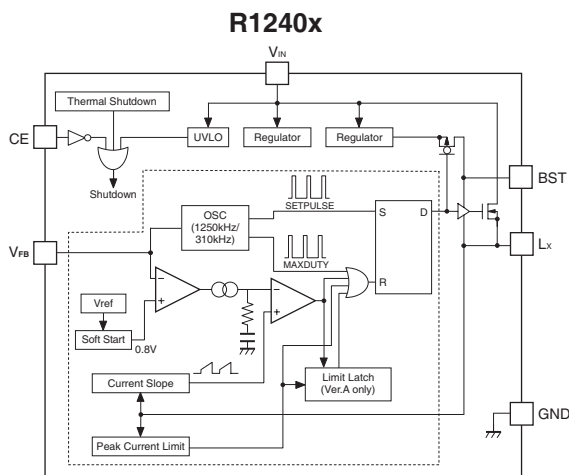 R1240x
VIN
Thermal Shutdown
CE
UVLO
Regulator
Regulator
Shutdown
BST
SETPULSE
OSC
(1250kHz/
310kHz)
S
D
VFB
LX
MAXDUTY
R
Vref
Soft Start
0.8V
Current Slope
Limit Latch
(Ver.A only)
GND
Peak Current Limit